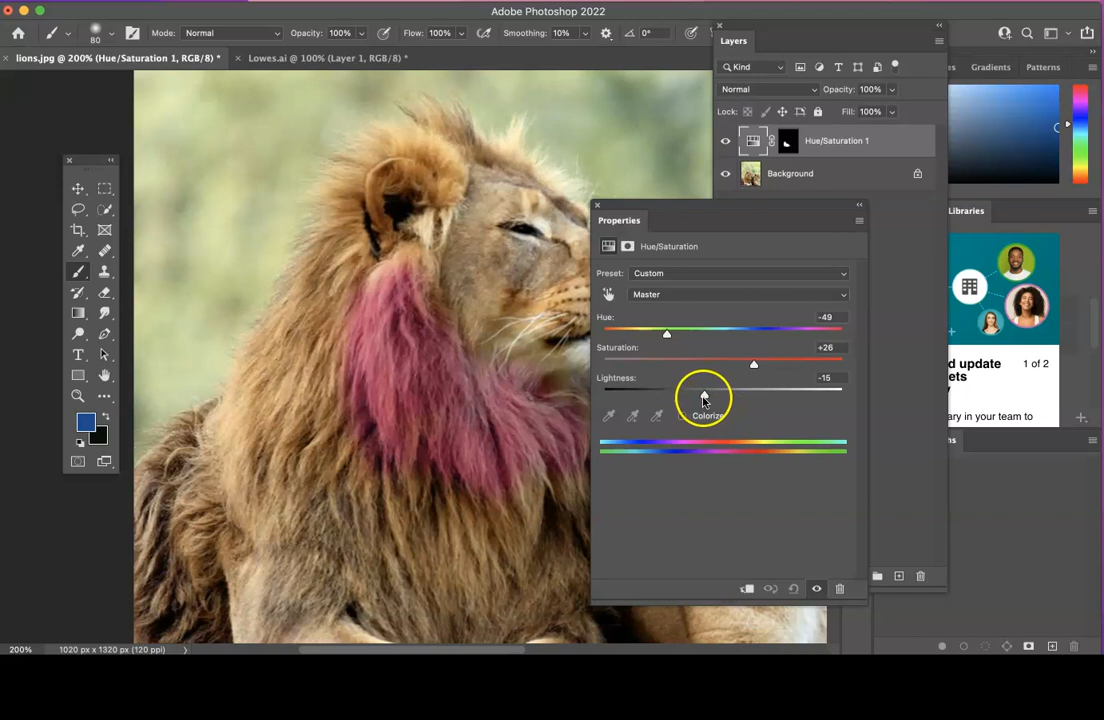 Adobe Photoshop 2022
80 Mode: Normal Opacity: 100% Flow: 100% Smoothing: 10% 0°
lions.jpg @ 200% (Hue/Saturation 1, RGB/8) * Lowes.ai @ 100% (Layer 1, RGB/8) *
Layers
Kind
Gradients Patterns
Normal Opacity: 100%
Lock: Fill: 100%
Hue/Saturation 1
Background
Properties
Libraries
Hue/Saturation
Preset: Custom
Master
Hue: -49
Saturation: +26
Lightness: -15
Colorize
d update 1 of 2
ets
y
ary in your team to
ns
200% 1020 px x 1320 px (120 ppi)